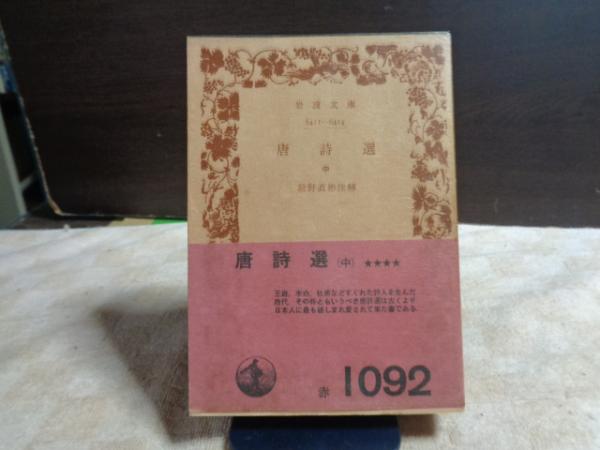 岩波文庫
6411-6414
唐詩選
中
前野直彬注解
唐詩選(中)★★★★
王維、李白、杜甫などすぐれた詩人を生んだ
唐代、その粋ともいうべき唐詩選は古くより
日本人に最も親しまれ愛されて来た書である.
赤 1092